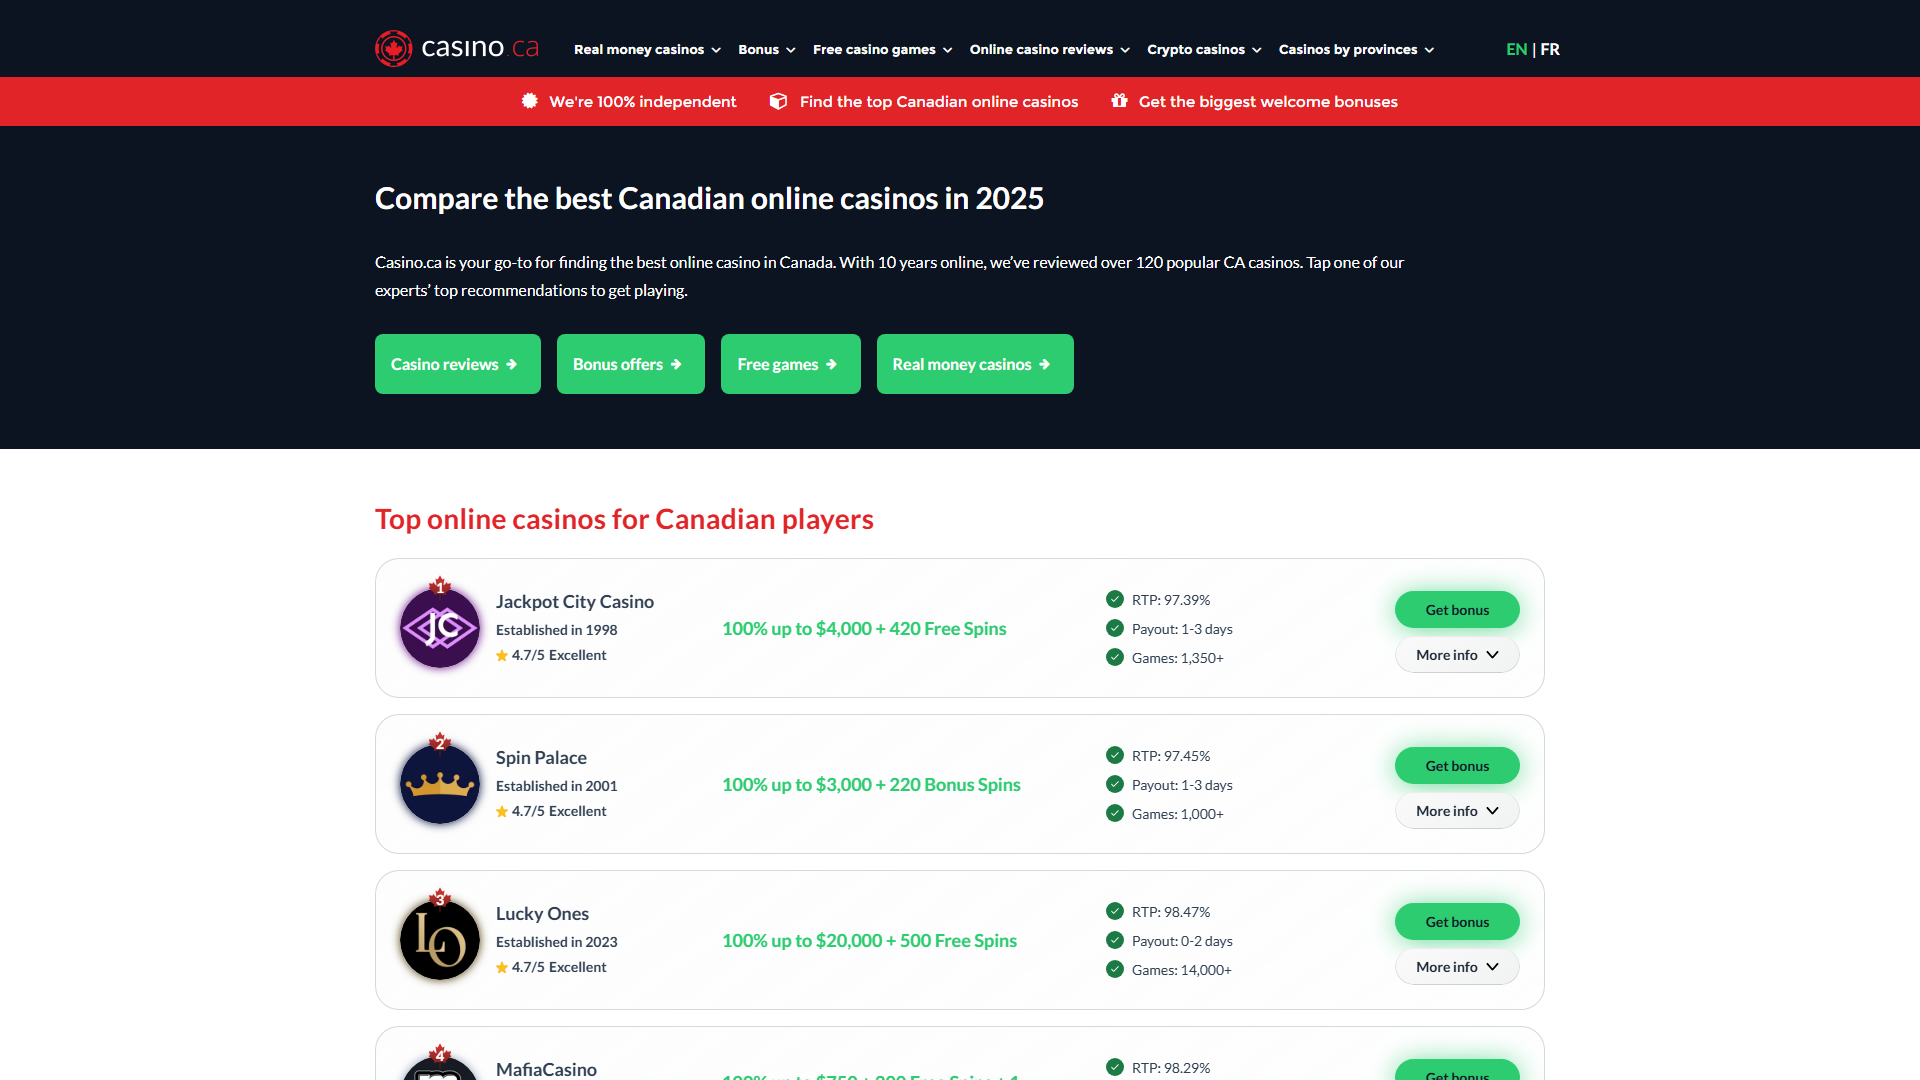 casino.ca
Real money casinos
Bonus
Free casino games
Online casino reviews
Crypto casinos
Casinos by provinces
EN | FR
We're 100% independent
Find the top Canadian online casinos
Get the biggest welcome bonuses
Compare the best Canadian online casinos in 2025
Casino.ca is your go-to for finding the best online casino in Canada. With 10 years online, we’ve reviewed over 120 popular CA casinos. Tap one of our
experts’ top recommendations to get playing.
Casino reviews
Bonus offers
Free games
Real money casinos
Top online casinos for Canadian players
1
JC
Jackpot City Casino
Established in 1998
4.7/5 Excellent
100% up to $4,000 + 420 Free Spins
RTP: 97.39%
Payout: 1-3 days
Games: 1,350+
Get bonus
More info
2
Spin Palace
Established in 2001
4.7/5 Excellent
100% up to $3,000 + 220 Bonus Spins
RTP: 97.45%
Payout: 1-3 days
Games: 1,000+
Get bonus
More info
3
LO
Lucky Ones
Established in 2023
4.7/5 Excellent
100% up to $20,000 + 500 Free Spins
RTP: 98.47%
Payout: 0-2 days
Games: 14,000+
Get bonus
More info
4
MafiaCasino
100% up to $750 + 200 Free Spins + 1
RTP: 98.29%
Get bonus